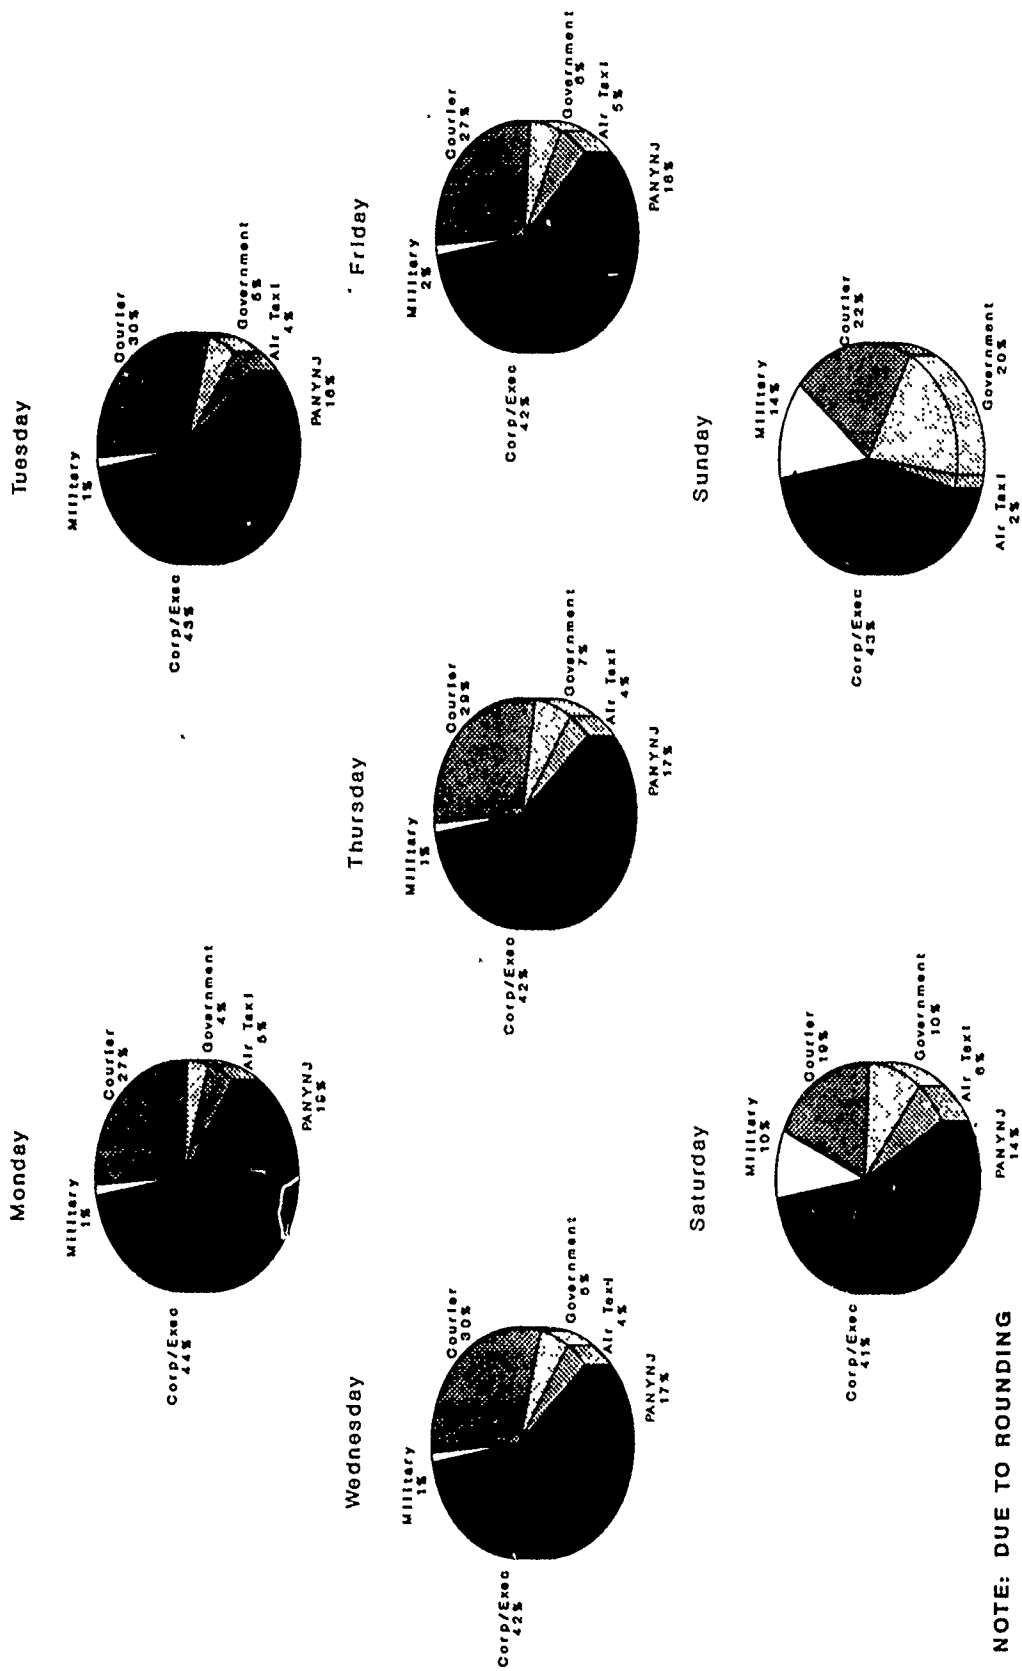 Monday
Military
1%
Courier
27%
Government
4%
Air Taxi
5%
PANYNJ
19%
Corp/Exec
44%
Tuesday
Military
1%
Courier
30%
Government
5%
Air Taxi
4%
PANYNJ
16%
Corp/Exec
43%
Wednesday
Military
1%
Courier
30%
Government
5%
Air Taxi
4%
PANYNJ
17%
Corp/Exec
42%
Thursday
Military
1%
Courier
29%
Government
7%
Air Taxi
4%
PANYNJ
17%
Corp/Exec
42%
Friday
Military
2%
Courier
27%
Government
6%
Air Taxi
5%
PANYNJ
18%
Corp/Exec
42%
Saturday
Military
10%
Courier
19%
Government
10%
Air Taxi
6%
PANYNJ
14%
Corp/Exec
41%
Sunday
Military
14%
Courier
22%
Government
20%
Air Taxi
2%
Corp/Exec
43%
NOTE: DUE TO ROUNDING